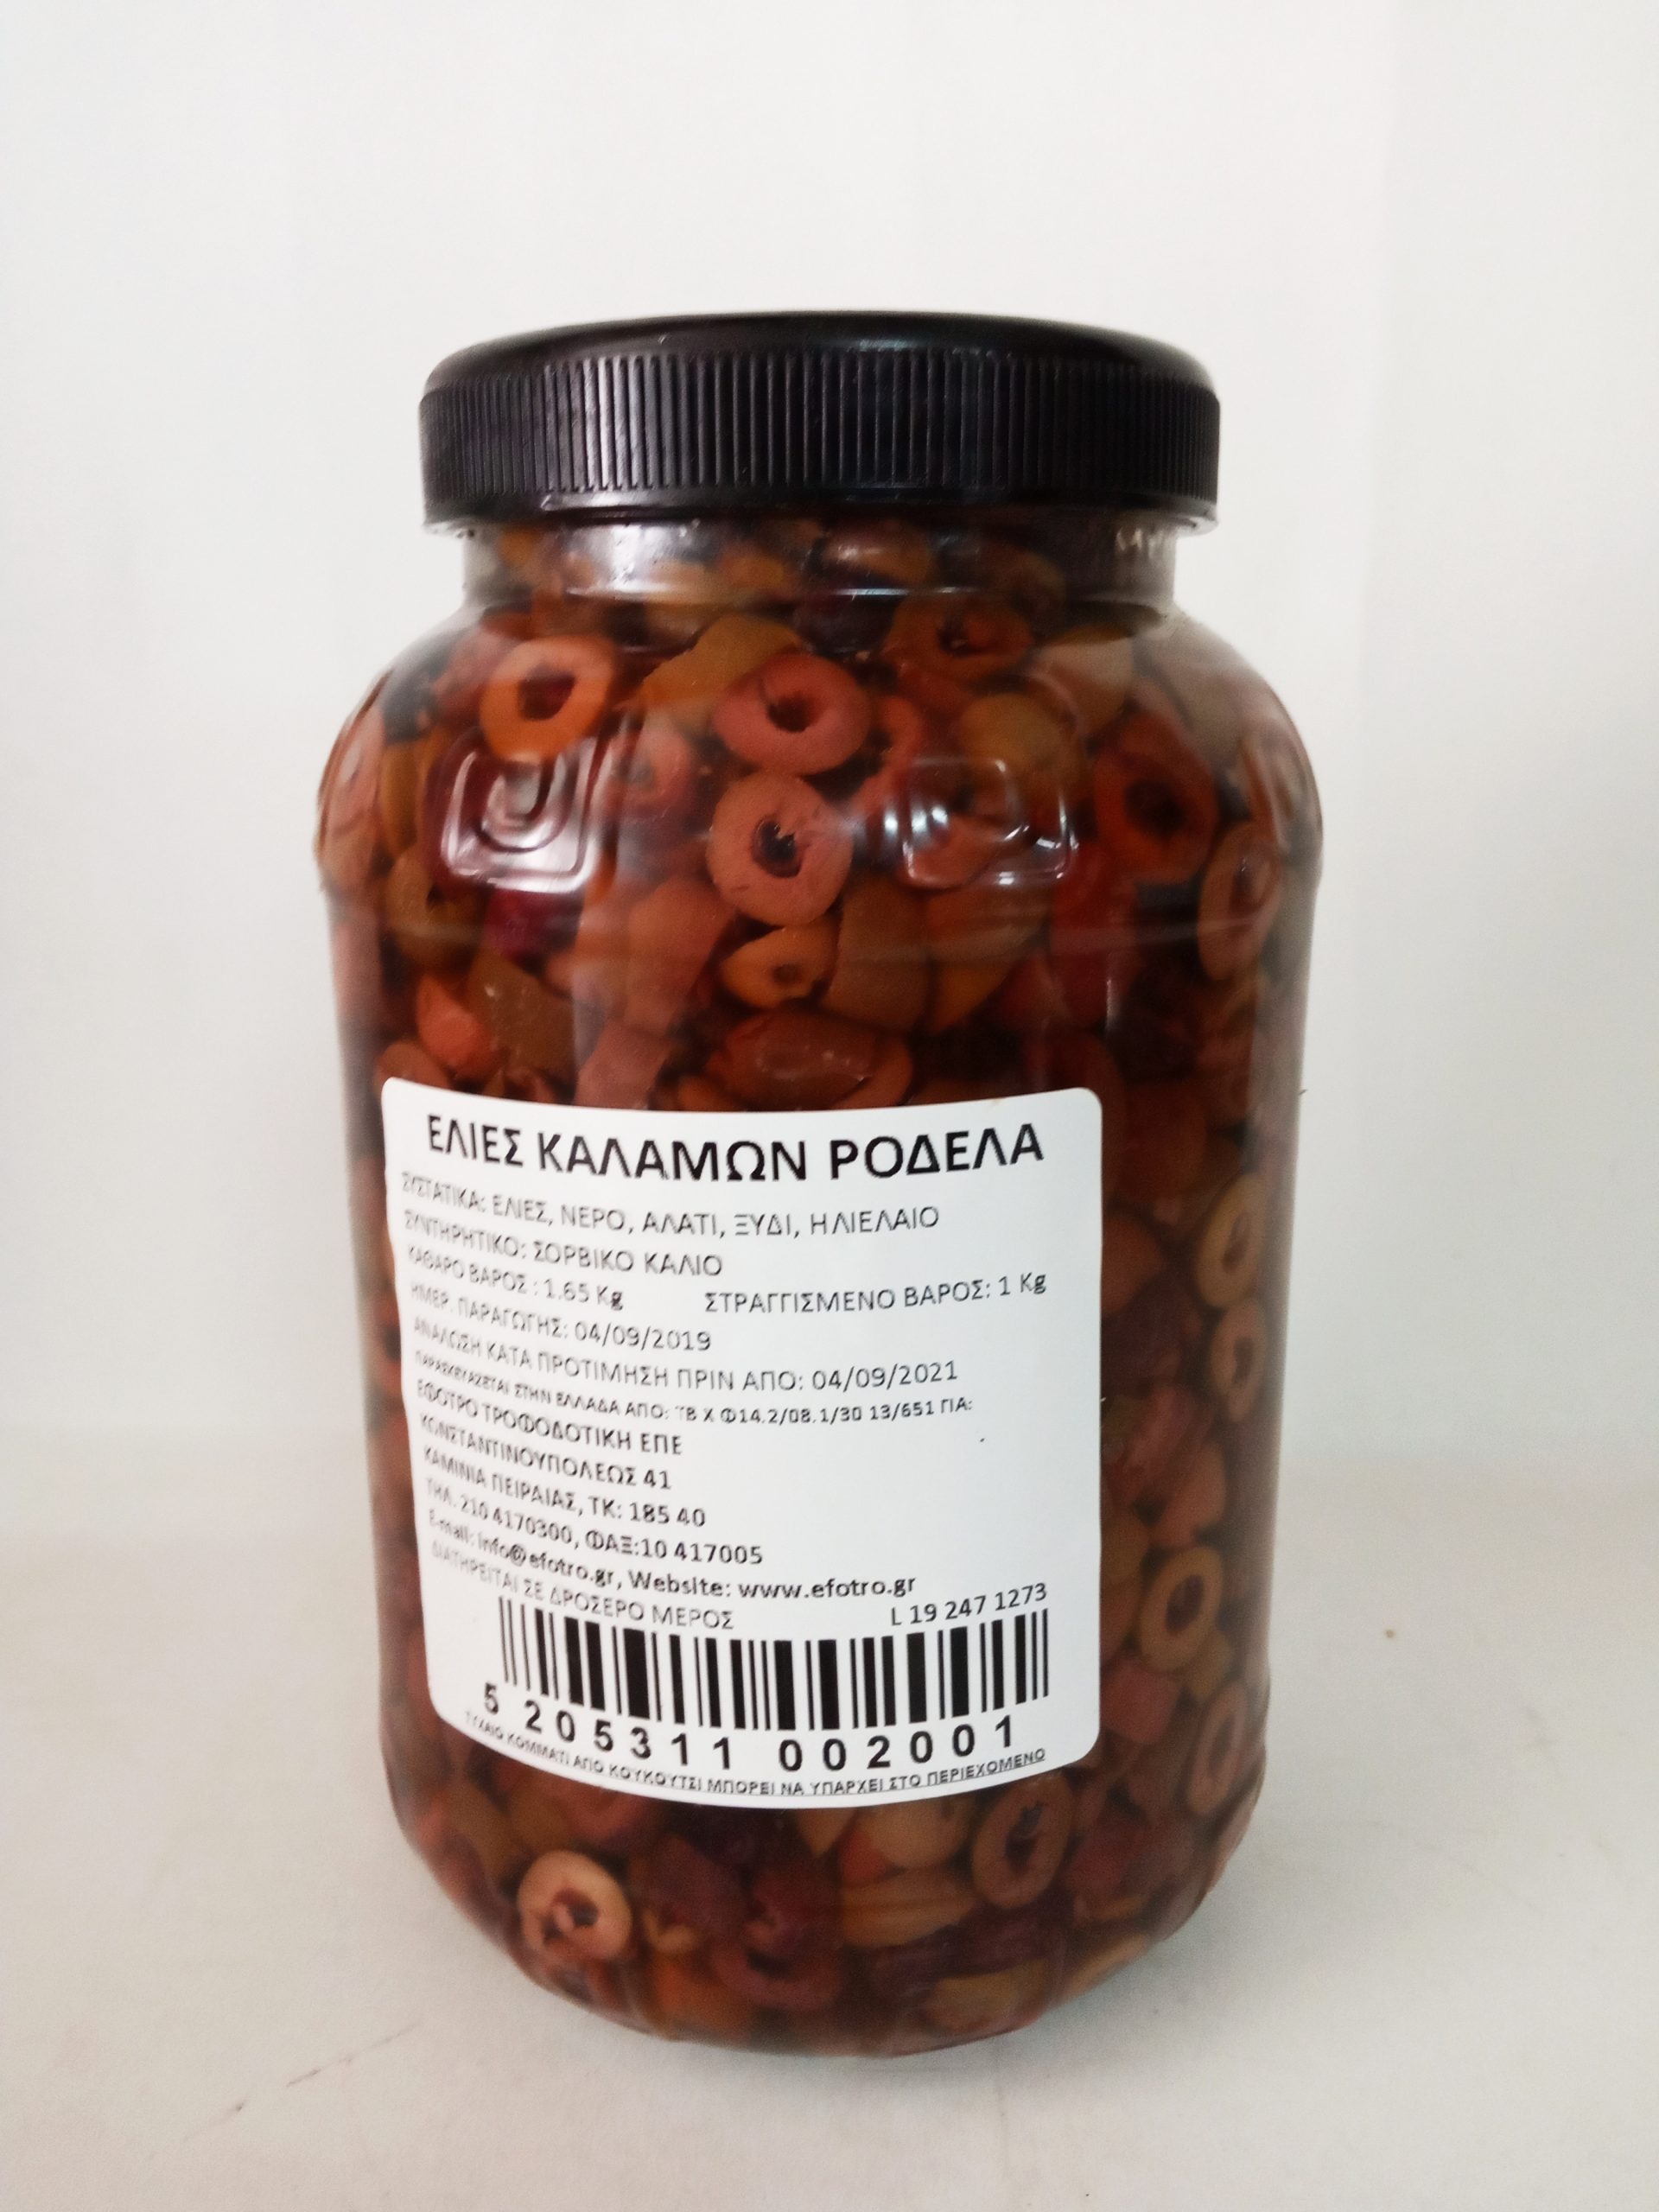 ΕΛΙΕΣ ΚΑΛΑΜΩΝ ΡΟΔΕΛΑ
ΣΥΣΤΑΤΙΚΑ: ΕΛΙΕΣ, ΝΕΡΟ, ΑΛΑΤΙ, ΞΥΔΙ, ΗΛΙΕΛΑΙΟ
ΣΥΝΤΗΡΗΤΙΚΟ: ΣΟΡΒΙΚΟ ΚΑΛΙΟ
ΚΑΘΑΡΟ ΒΑΡΟΣ : 1.65 Kg ΣΤΡΑΓΓΙΣΜΕΝΟ ΒΑΡΟΣ: 1 Kg
ΗΜΕΡ. ΠΑΡΑΓΩΓΗΣ: 04/09/2019
ΑΝΑΛΩΣΗ ΚΑΤΑ ΠΡΟΤΙΜΗΣΗ ΠΡΙΝ ΑΠΟ: 04/09/2021
ΠΑΡΑΣΚΕΥΑΖΕΤΑΙ ΣΤΗΝ ΕΛΛΑΔΑ ΑΠΟ: ΤΒ Χ Φ14.2/08.1/30 13/651 ΓΙΑ:
ΕΦΟΤΡΟ ΤΡΟΦΟΔΟΤΙΚΗ ΕΠΕ
ΚΩΝΣΤΑΝΤΙΝΟΥΠΟΛΕΩΣ 41
ΚΑΜΙΝΙΑ ΠΕΙΡΑΙΑΣ, ΤΚ: 185 40
ΤΗΛ. 210 4170300, ΦΑΞ:10 417005
E-mail: info@efotro.gr, Website: www.efotro.gr
ΔΙΑΤΗΡΕΙΤΑΙ ΣΕ ΔΡΟΣΕΡΟ ΜΕΡΟΣ L 19 247 1273
5 205311 002001
ΤΥΧΑΙΟ ΚΟΜΜΑΤΙ ΑΠΟ ΚΟΥΚΟΥΤΣΙ ΜΠΟΡΕΙ ΝΑ ΥΠΑΡΧΕΙ ΣΤΟ ΠΕΡΙΕΧΟΜΕΝΟ